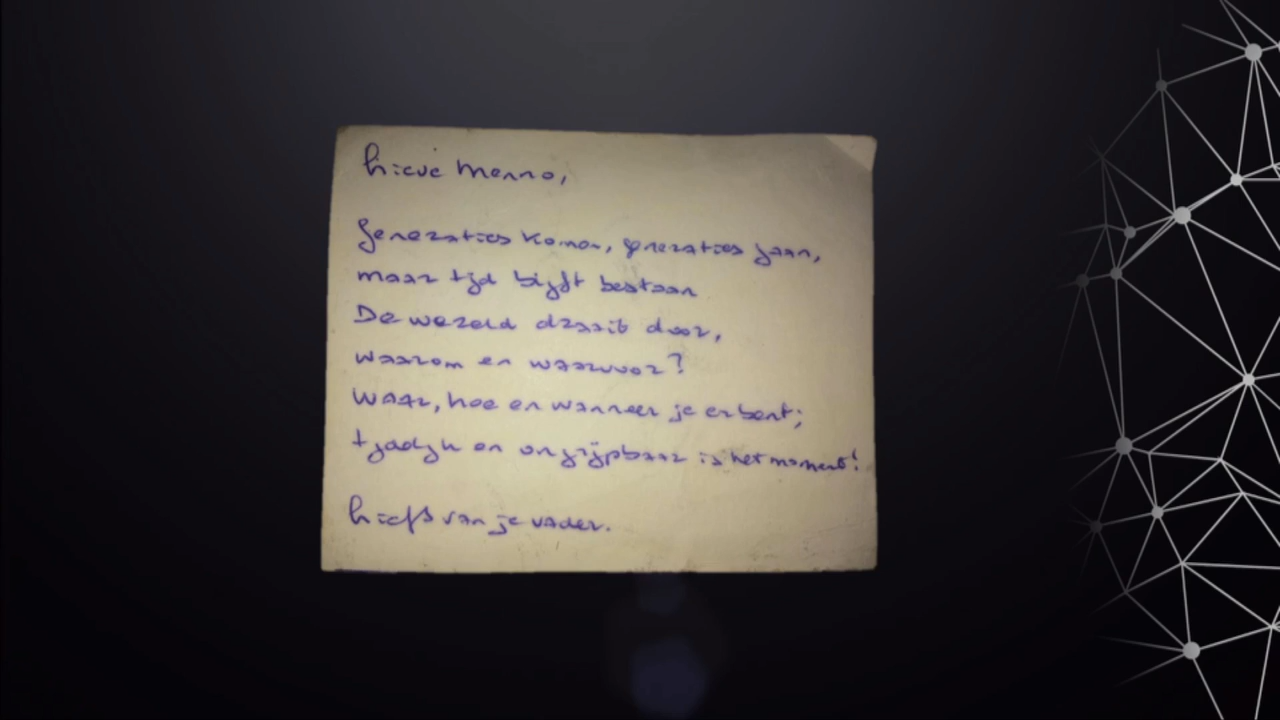 Lieve Menno,
Generaties komen, generaties gaan,
maar tijd blijft bestaan
De wereld draait door,
waarom en waarvoor?
Waar, hoe en wanneer je er bent;
tijdelijk en ongrijpbaar is het moment!
Liefs van je vader.